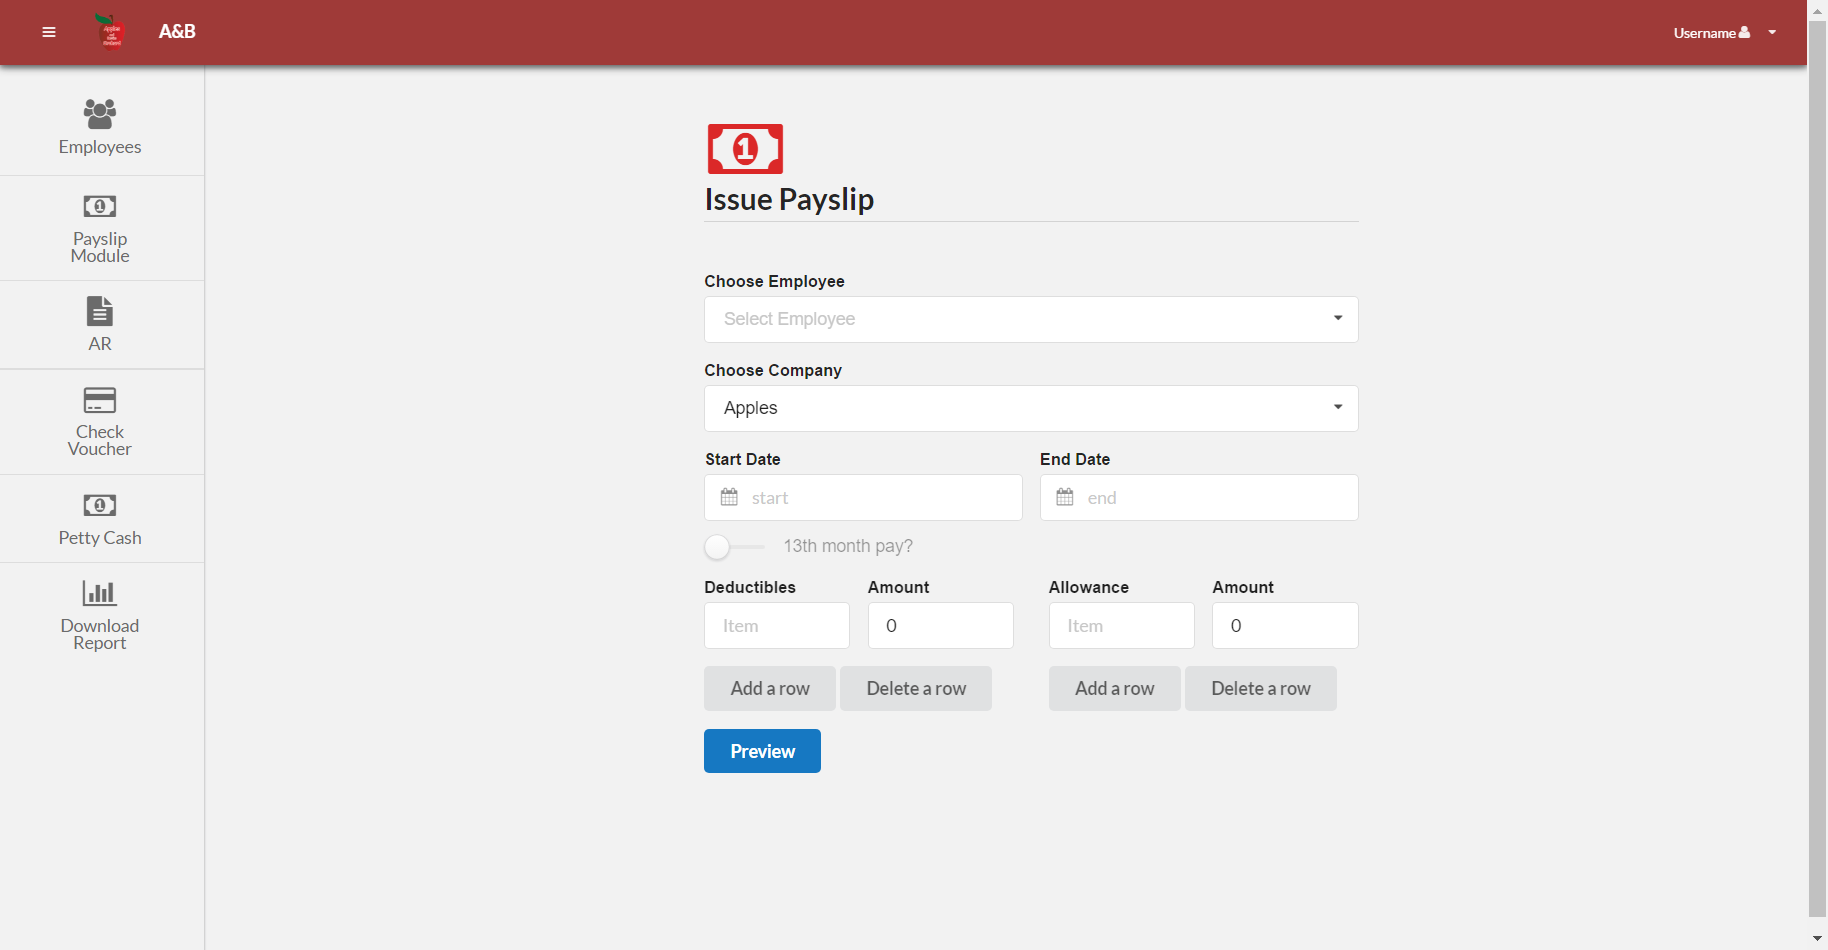 A&B
Username
Employees
Payslip
Module
AR
Check
Voucher
Petty Cash
Download
Report
1
Issue Payslip
Choose Employee
Select Employee
Choose Company
Apples
Start Date End Date
start end
13th month pay?
Deductibles Amount Allowance Amount
Item 0 Item 0
Add a row Delete a row Add a row Delete a row
Preview